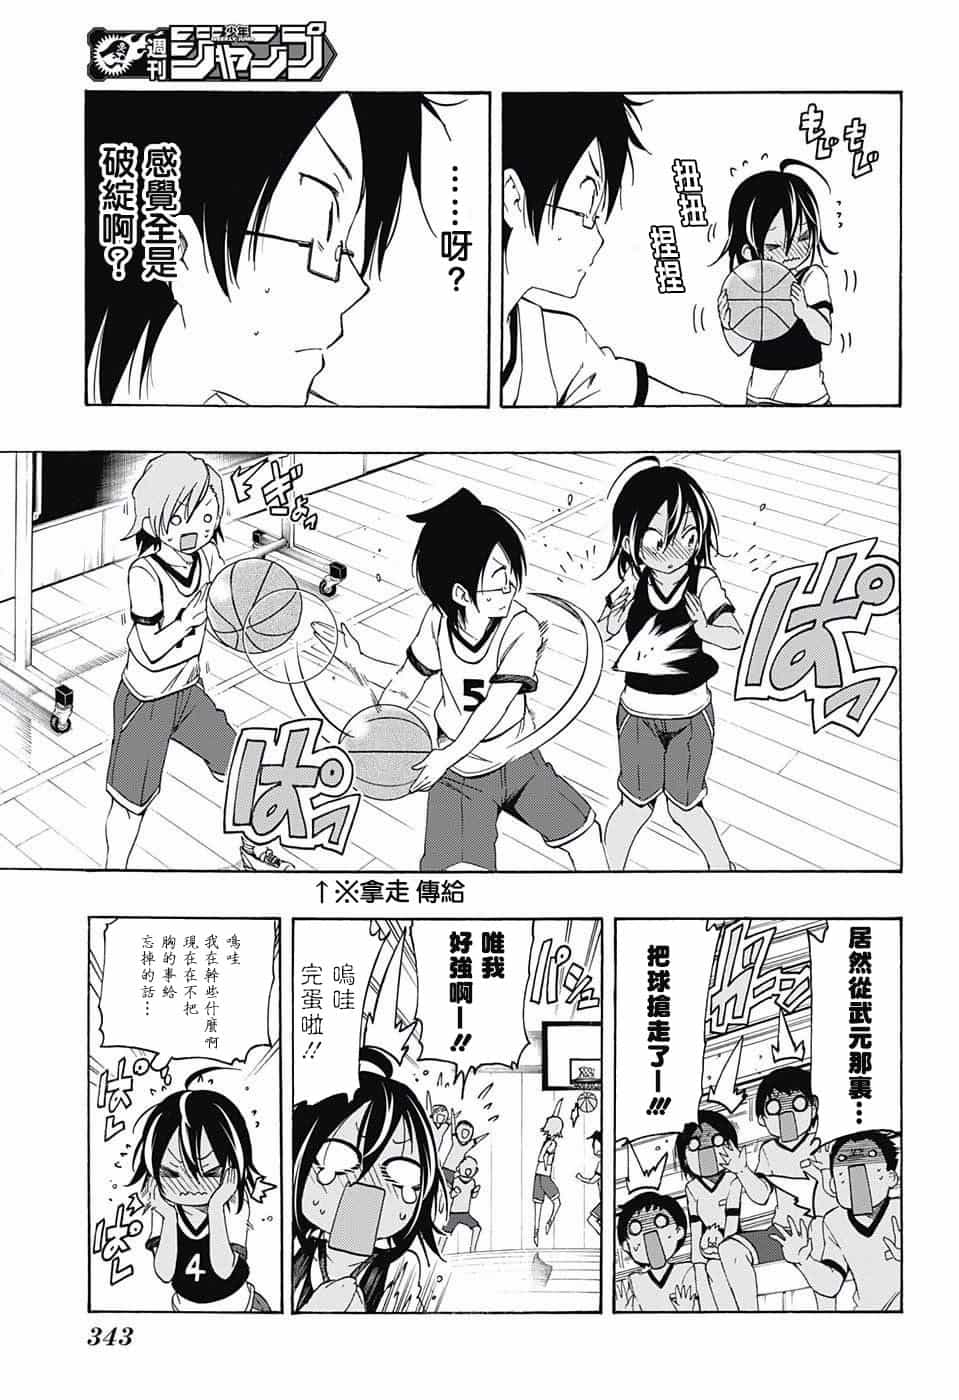 週刊
少年
ジャンプ
もじ
もじ
扭扭
捏捏
………呀？
感覺全是
破綻啊？
ぱっ
ぎょっ
ぱっ
↑※拿走 傳給
居然從武元那裏…
把球搶走了ー!!!
パシュ
唯我
好強啊ー!!
嗚哇
完蛋啦!!
嗚哇
我在幹些什麼啊
現在在不把
胸的事給
忘掉的話…
ぱんっ
ぱんっ
5
4
343